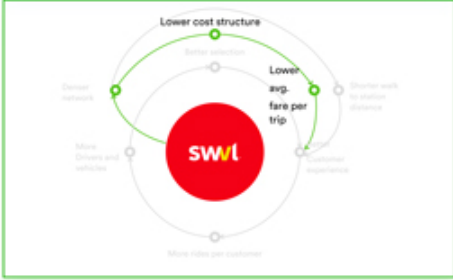 Lower cost structure
Better selection
Lower
avg.
fare per
trip
Denser
network
Shorter walk
to station
distance
swvl
More
Drivers and
vehicles
Customer
experience
More rides per customer